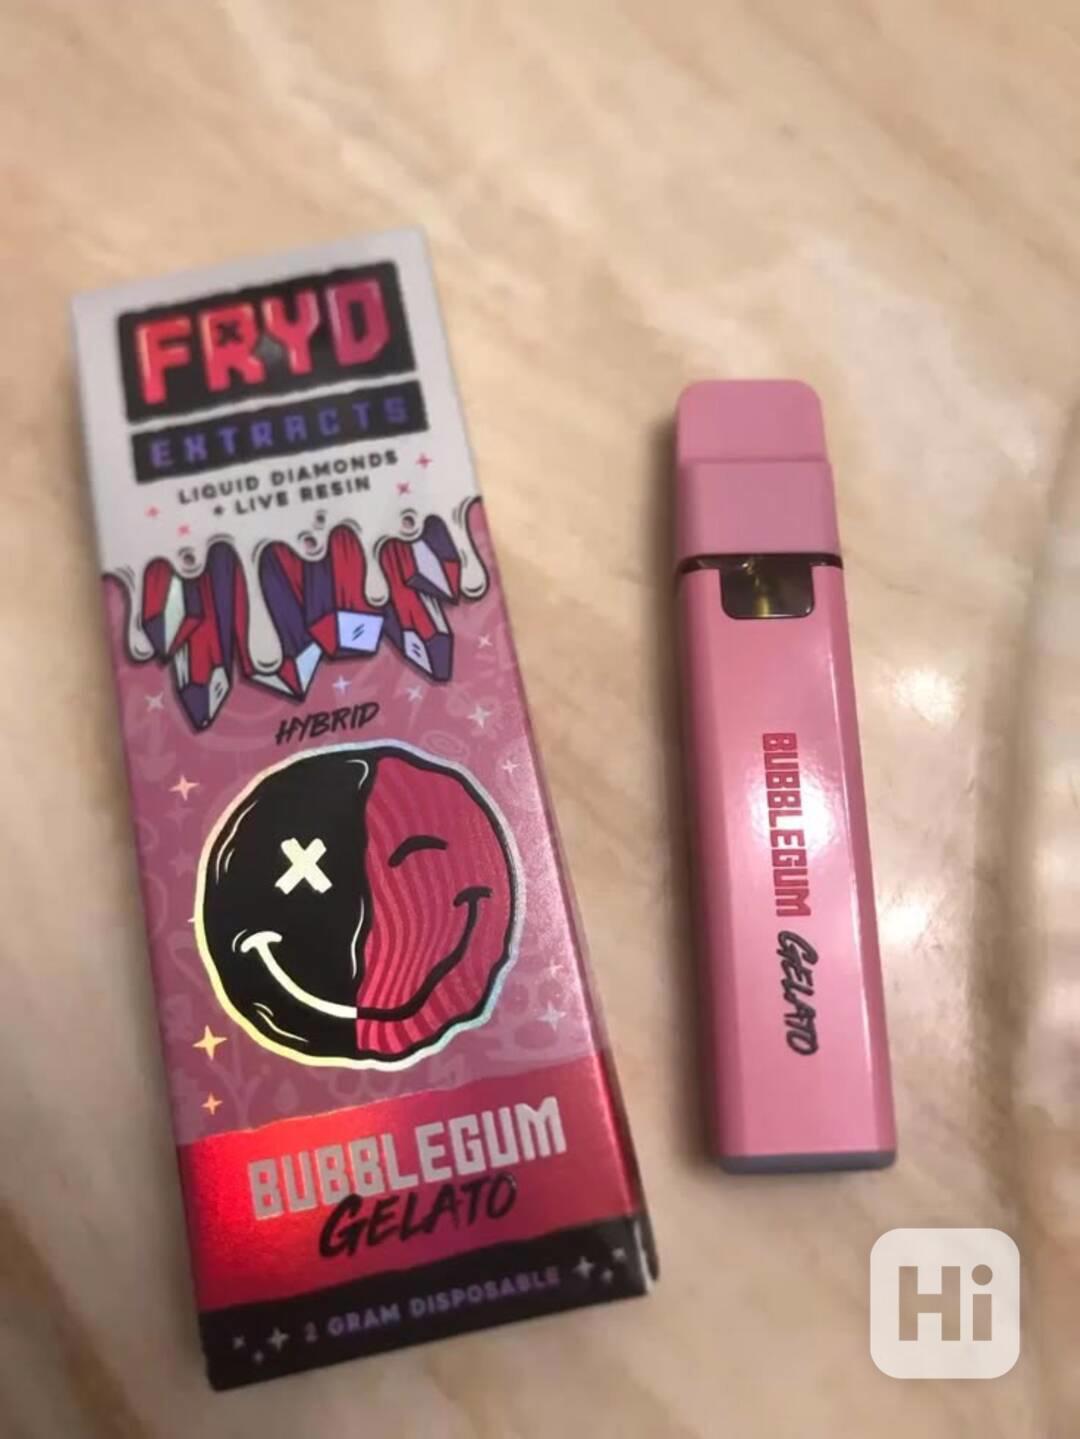 FRYD
EXTRACTS
LIQUID DIAMONDS
+ LIVE RESIN
HYBRID
BUBBLEGUM
GELATO
2 GRAM DISPOSABLE
BUBBLEGUM GELATO
Hi